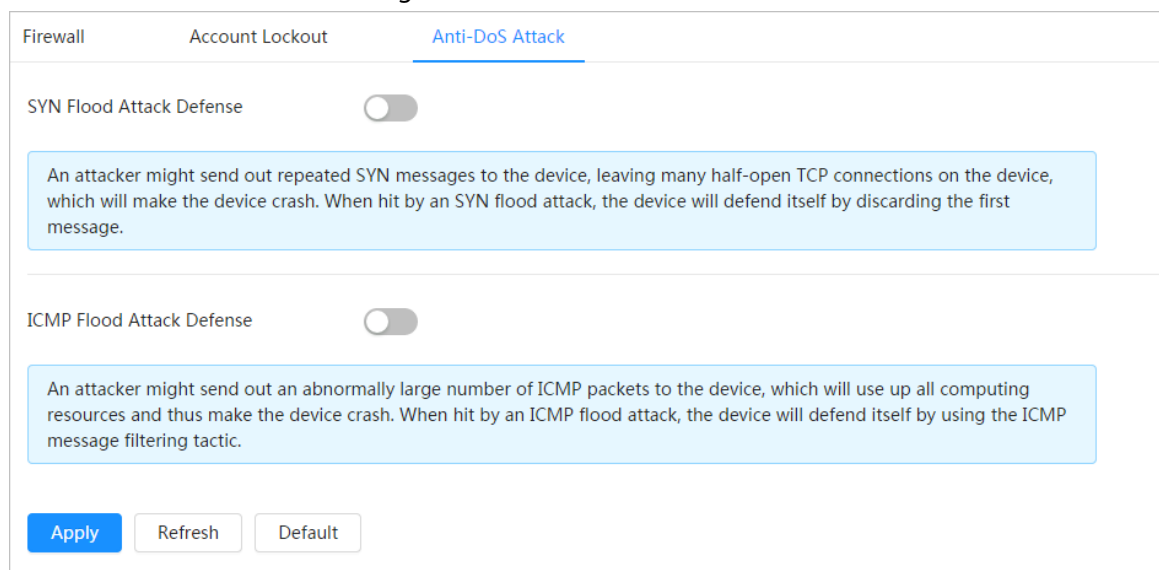 Firewall Account Lockout Anti-DoS Attack
SYN Flood Attack Defense
An attacker might send out repeated SYN messages to the device, leaving many half-open TCP connections on the device,
which will make the device crash. When hit by an SYN flood attack, the device will defend itself by discarding the first
message.
ICMP Flood Attack Defense
An attacker might send out an abnormally large number of ICMP packets to the device, which will use up all computing
resources and thus make the device crash. When hit by an ICMP flood attack, the device will defend itself by using the ICMP
message filtering tactic.
Apply Refresh Default